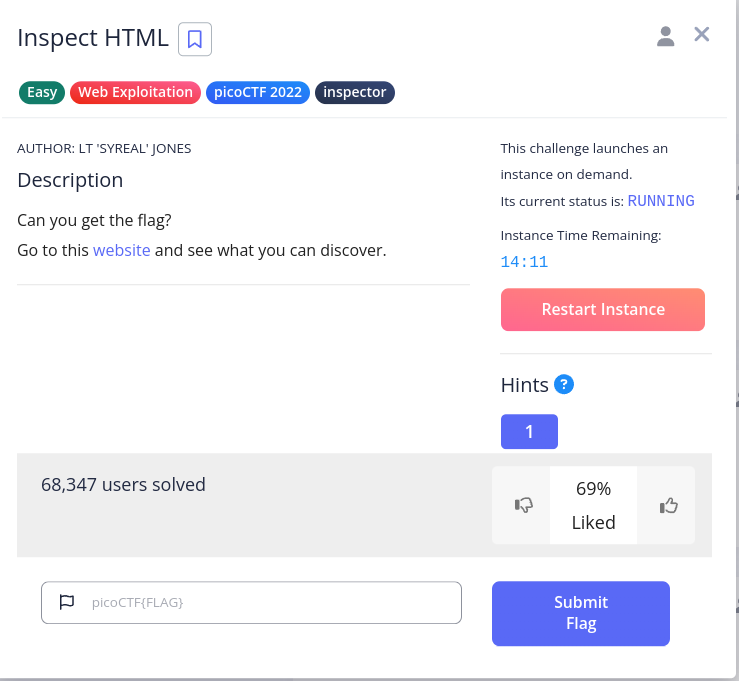 Inspect HTML
Easy
Web Exploitation
picoCTF 2022
inspector
AUTHOR: LT 'SYREAL' JONES
Description
Can you get the flag?
Go to this website and see what you can discover.
This challenge launches an
instance on demand.
Its current status is: RUNNING
Instance Time Remaining:
14:11
Restart Instance
Hints ?
1
68,347 users solved
69%
Liked
picoCTF{FLAG}
Submit
Flag